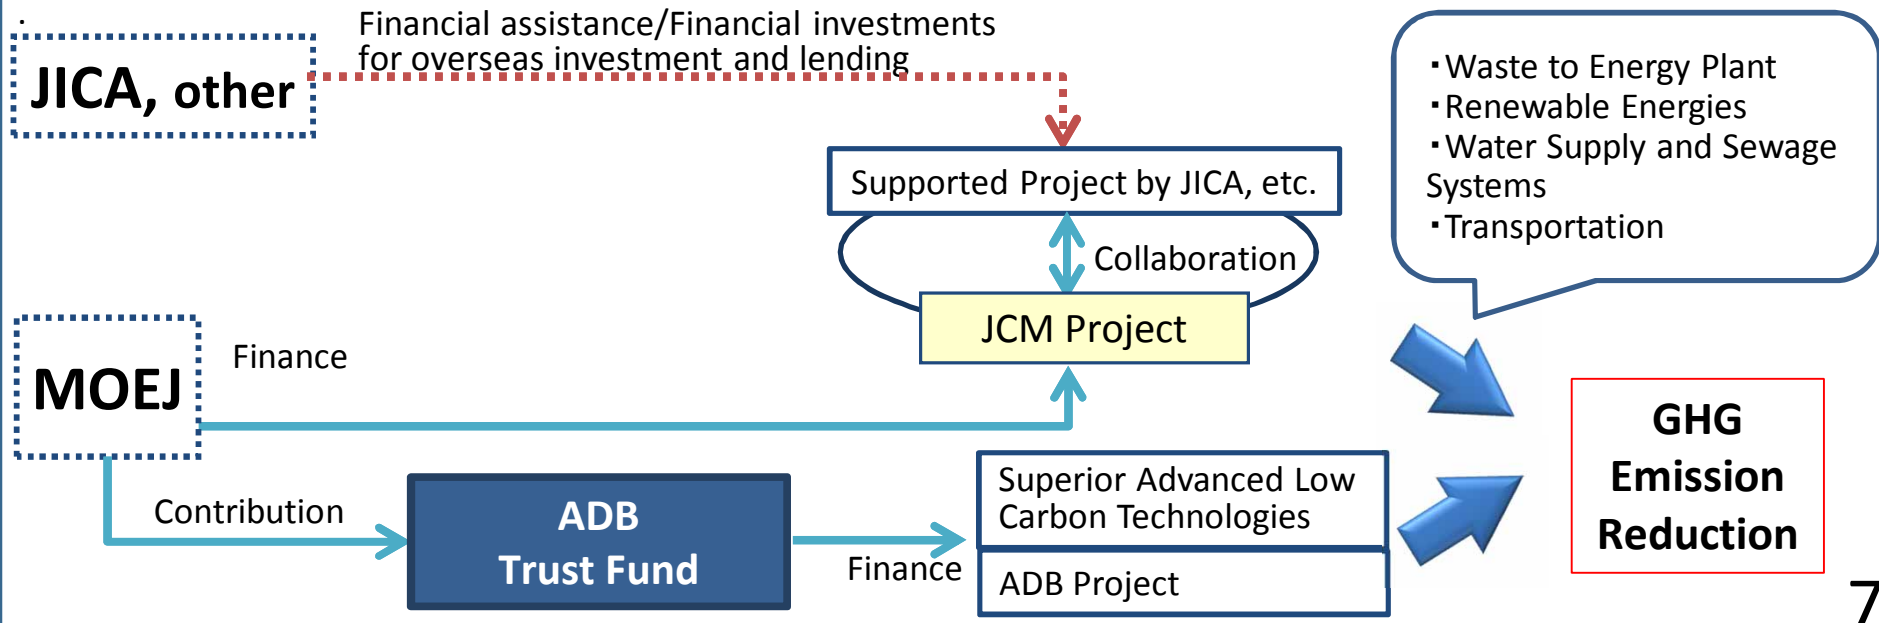 Financial assistance/Financial investments
for overseas investment and lending
JICA, other
Supported Project by JICA, etc.
Collaboration
JCM Project
・Waste to Energy Plant
・Renewable Energies
・Water Supply and Sewage
Systems
・Transportation
MOEJ
Finance
Contribution
ADB
Trust Fund
Finance
Superior Advanced Low
Carbon Technologies
ADB Project
GHG
Emission
Reduction
7